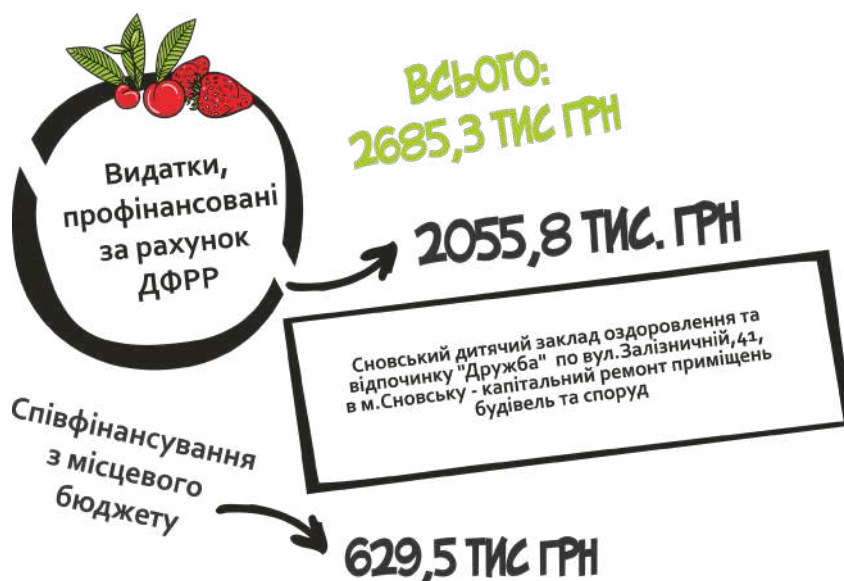 ВСЬОГО:
2685,3 ТИС ГРН
Видатки,
профінансовані
за рахунок
ДФРР
2055,8 ТИС. ГРН
Сновський дитячий заклад оздоровлення та
відпочинку "Дружба" по вул.Залізничній,41,
в м.Сновську - капітальний ремонт приміщень
будівель та споруд
Співфінансування
з місцевого
бюджету
629,5 ТИС ГРН